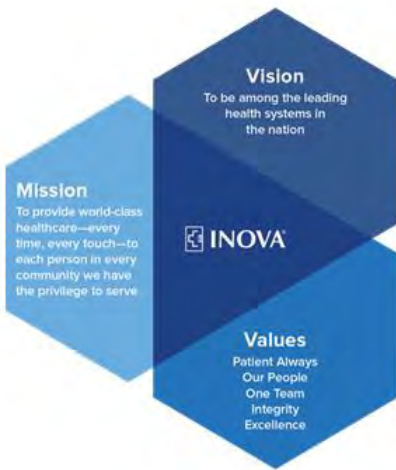 Vision
To be among the leading
health systems in
the nation
Mission
To provide world-class
healthcare—every
time, every touch—to
each person in every
community we have
the privilege to serve
INOVA
Values
Patient Always
Our People
One Team
Integrity
Excellence